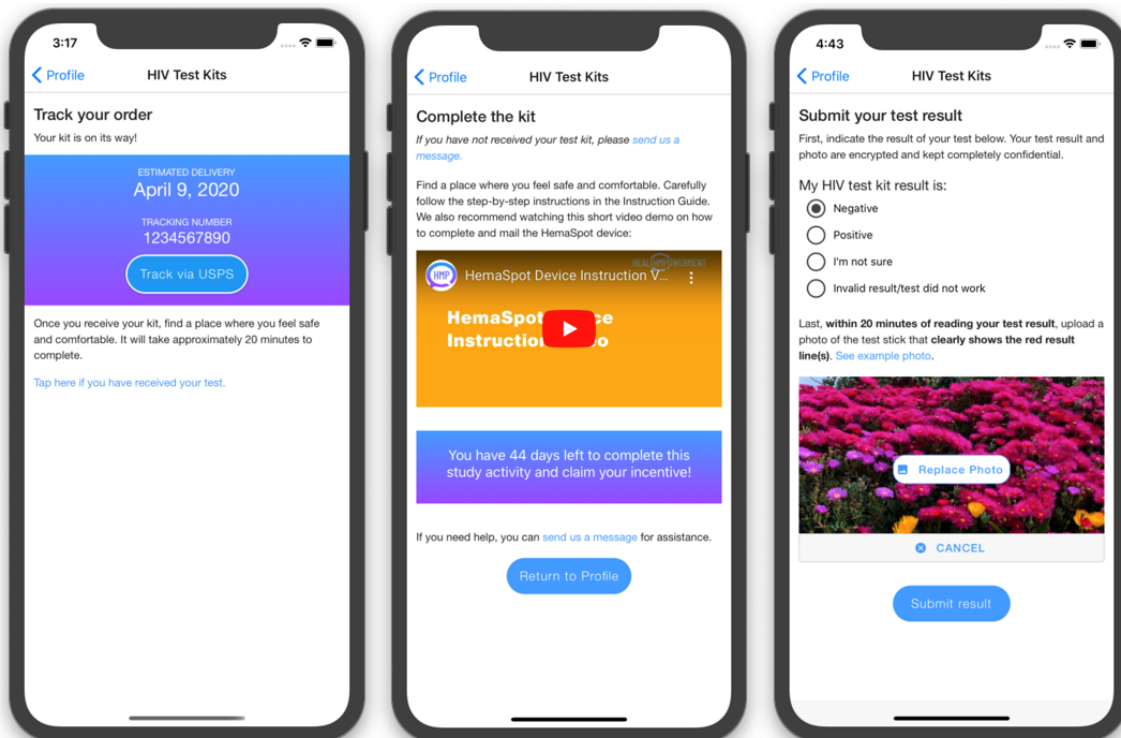 3:17
Profile
HIV Test Kits
Track your order
Your kit is on its way!
ESTIMATED DELIVERY
April 9, 2020
TRACKING NUMBER
1234567890
Track via USPS
Once you receive your kit, find a place where you feel safe
and comfortable. It will take approximately 20 minutes to
complete.
Tap here if you have received your test.
Profile
HIV Test Kits
Complete the kit
If you have not received your test kit, please send us a
message.
Find a place where you feel safe and comfortable. Carefully
follow the step-by-step instructions in the Instruction Guide.
We also recommend watching this short video demo on how
to complete and mail the HemaSpot device:
HMP
HealthMpowerment
HemaSpot Device Instruction V...
HemaSpot
Instruction
You have 44 days left to complete this
study activity and claim your incentive!
If you need help, you can send us a message for assistance.
Return to Profile
4:43
Profile
HIV Test Kits
Submit your test result
First, indicate the result of your test below. Your test result and
photo are encrypted and kept completely confidential.
My HIV test kit result is:
Negative
Positive
I'm not sure
Invalid result/test did not work
Last, within 20 minutes of reading your test result, upload a
photo of the test stick that clearly shows the red result
line(s). See example photo.
Replace Photo
CANCEL
Submit result